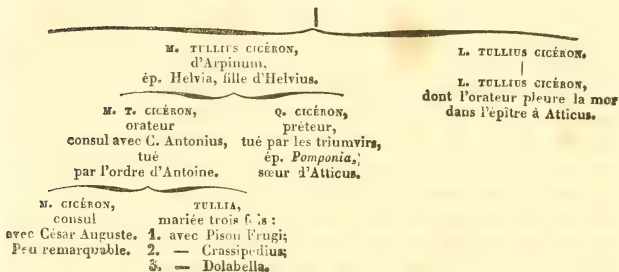 M. TULLIUS CICÉRON,
d'Arpinum.
ép. Helvia, fille d'Helvius.
L. TULLIUS CICÉRON.
L. TULLIUS CICÉRON,
dont l'orateur pleure la mor
dans l'épître à Atticus.
M. T. CICÉRON,
orateur
consul avec C. Antonius,
tué
par l'ordre d'Antoine.
Q. CICÉRON,
préteur,
tué par les triumvirs,
ép. Pomponia,
sœur d'Atticus.
M. CICÉRON,
consul
avec César Auguste.
Peu remarquable.
TULLIA,
mariée trois fois :
1. avec Pison Frugi;
2. — Crassipedius;
3. — Dolabella.